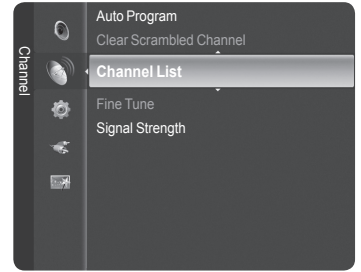 Channel
Auto Program
Clear Scrambled Channel
Channel List
Fine Tune
Signal Strength